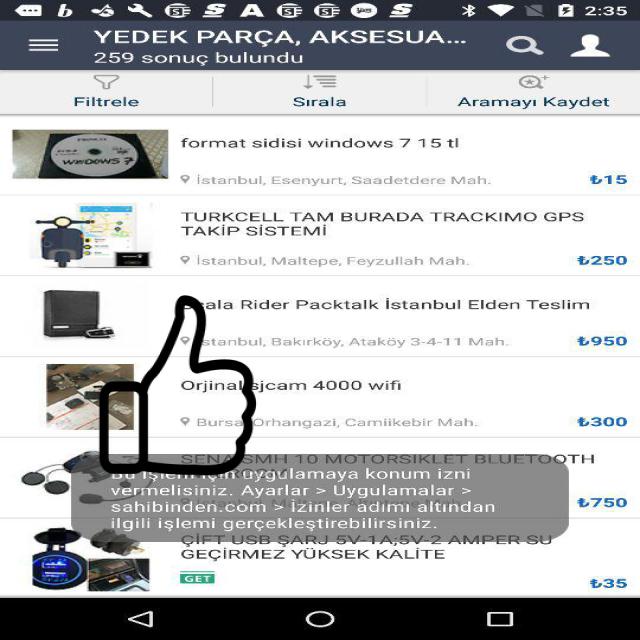 2:35
YEDEK PARÇA, AKSESUA...
259 sonuç bulundu
Filtrele
Sırala
Aramayı Kaydet
format sidisi windows 7 15 tl
İstanbul, Esenyurt, Saadetdere Mah.
₺15
WINDOWS 7
TURKCELL TAM BURADA TRACKIMO GPS
TAKİP SİSTEMİ
İstanbul, Maltepe, Feyzullah Mah.
₺250
Scala Rider Packtalk İstanbul Elden Teslim
İstanbul, Bakırköy, Ataköy 3-4-11 Mah.
₺950
Orjinal sjcam 4000 wifi
Bursa, Orhangazi, Camiikebir Mah.
₺300
SENA SMH 10 MOTORSIKLET BLUETOOTH
₺750
Bu işlem için uygulamaya konum izni
vermelisiniz. Ayarlar > Uygulamalar >
sahibinden.com > İzinler adımı altından
ilgili işlemi gerçekleştirebilirsiniz.
ÇİFT USB ŞARJ 5V-1A;5V-2 AMPER SU
GEÇİRMEZ YÜKSEK KALİTE
GET
₺35